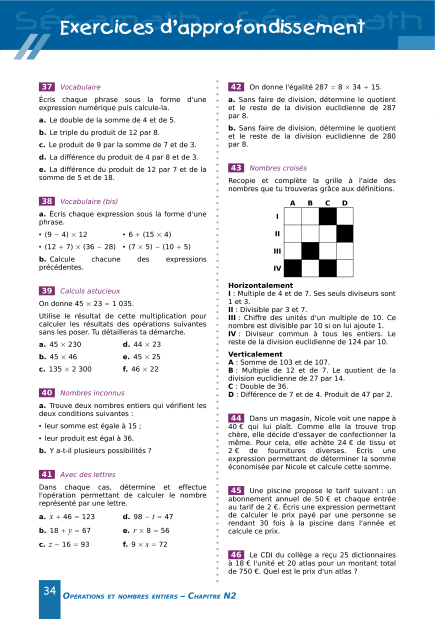 Exercices d'approfondissement
37 Vocabulaire
Écris chaque phrase sous la forme d'une
expression numérique puis calcule-la.
a. Le double de la somme de 4 et de 5.
b. Le triple du produit de 12 par 8.
c. Le produit de 9 par la somme de 7 et de 3.
d. La différence du produit de 4 par 8 et de 3.
e. La différence du produit de 12 par 7 et de la
somme de 5 et de 18.
38 Vocabulaire (bis)
a. Écris chaque expression sous la forme d'une
phrase.
• (9 − 4) × 12 • 6 + (15 × 4)
• (12 + 7) × (36 − 28) • (7 × 5) − (10 + 5)
b. Calcule chacune des expressions
précédentes.
39 Calculs astucieux
On donne 45 × 23 = 1 035.
Utilise le résultat de cette multiplication pour
calculer les résultats des opérations suivantes
sans les poser. Tu détailleras ta démarche.
a. 45 × 230 d. 44 × 23
b. 45 × 46 e. 45 × 25
c. 135 × 2 300 f. 46 × 22
40 Nombres inconnus
a. Trouve deux nombres entiers qui vérifient les
deux conditions suivantes :
• leur somme est égale à 15 ;
• leur produit est égal à 36.
b. Y a-t-il plusieurs possibilités ?
41 Avec des lettres
Dans chaque cas, détermine et effectue
l'opération permettant de calculer le nombre
représenté par une lettre.
a. x + 46 = 123 d. 98 − t = 47
b. 18 + y = 67 e. r × 8 = 56
c. z − 16 = 93 f. 9 × s = 72
42 On donne l'égalité 287 = 8 × 34 + 15.
a. Sans faire de division, détermine le quotient
et le reste de la division euclidienne de 287
par 8.
b. Sans faire de division, détermine le quotient
et le reste de la division euclidienne de 280
par 8.
43 Nombres croisés
Recopie et complète la grille à l'aide des
nombres que tu trouveras grâce aux définitions.
A B C D
I
II
III
IV
Horizontalement
I : Multiple de 4 et de 7. Ses seuls diviseurs sont
1 et 3.
II : Divisible par 3 et 7.
III : Chiffre des unités d'un multiple de 10. Ce
nombre est divisible par 10 si on lui ajoute 1.
IV : Diviseur commun à tous les entiers. Le
reste de la division euclidienne de 124 par 10.
Verticalement
A : Somme de 103 et de 107.
B : Multiple de 12 et de 7. Le quotient de la
division euclidienne de 27 par 14.
C : Double de 36.
D : Différence de 7 et de 4. Produit de 47 par 2.
44 Dans un magasin, Nicole voit une nappe à
40 € qui lui plaît. Comme elle la trouve trop
chère, elle décide d'essayer de confectionner la
même. Pour cela, elle achète 24 € de tissu et
2 € de fournitures diverses. Écris une
expression permettant de déterminer la somme
économisée par Nicole et calcule cette somme.
45 Une piscine propose le tarif suivant : un
abonnement annuel de 50 € et chaque entrée
au tarif de 2 €. Écris une expression permettant
de calculer le prix payé par une personne se
rendant 30 fois à la piscine dans l'année et
calcule ce prix.
46 Le CDI du collège a reçu 25 dictionnaires
à 18 € l'unité et 20 atlas pour un montant total
de 750 €. Quel est le prix d'un atlas ?
34 Opérations et nombres entiers – Chapitre N2